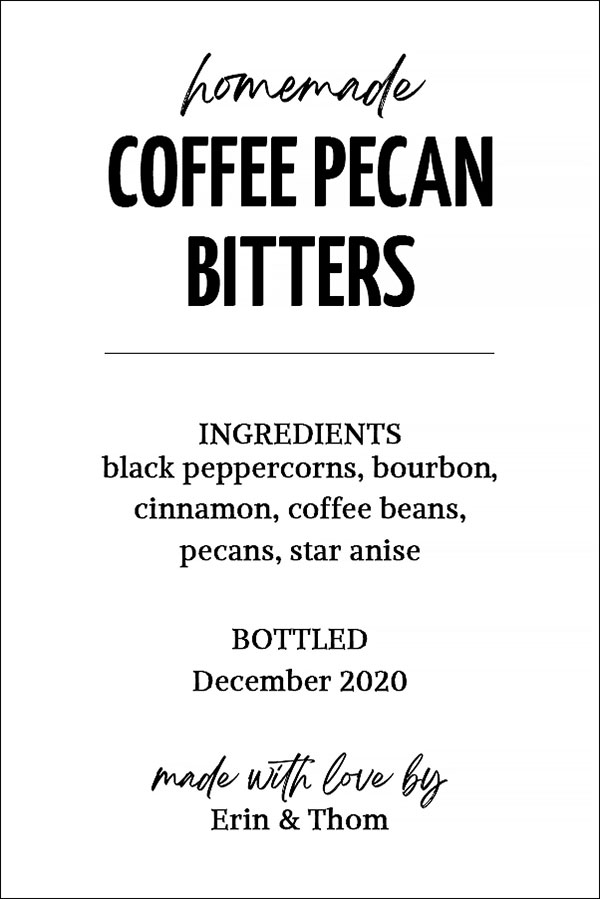 homemade
COFFEE PECAN
BITTERS
INGREDIENTS
black peppercorns, bourbon,
cinnamon, coffee beans,
pecans, star anise
BOTTLED
December 2020
made with love by
Erin & Thom